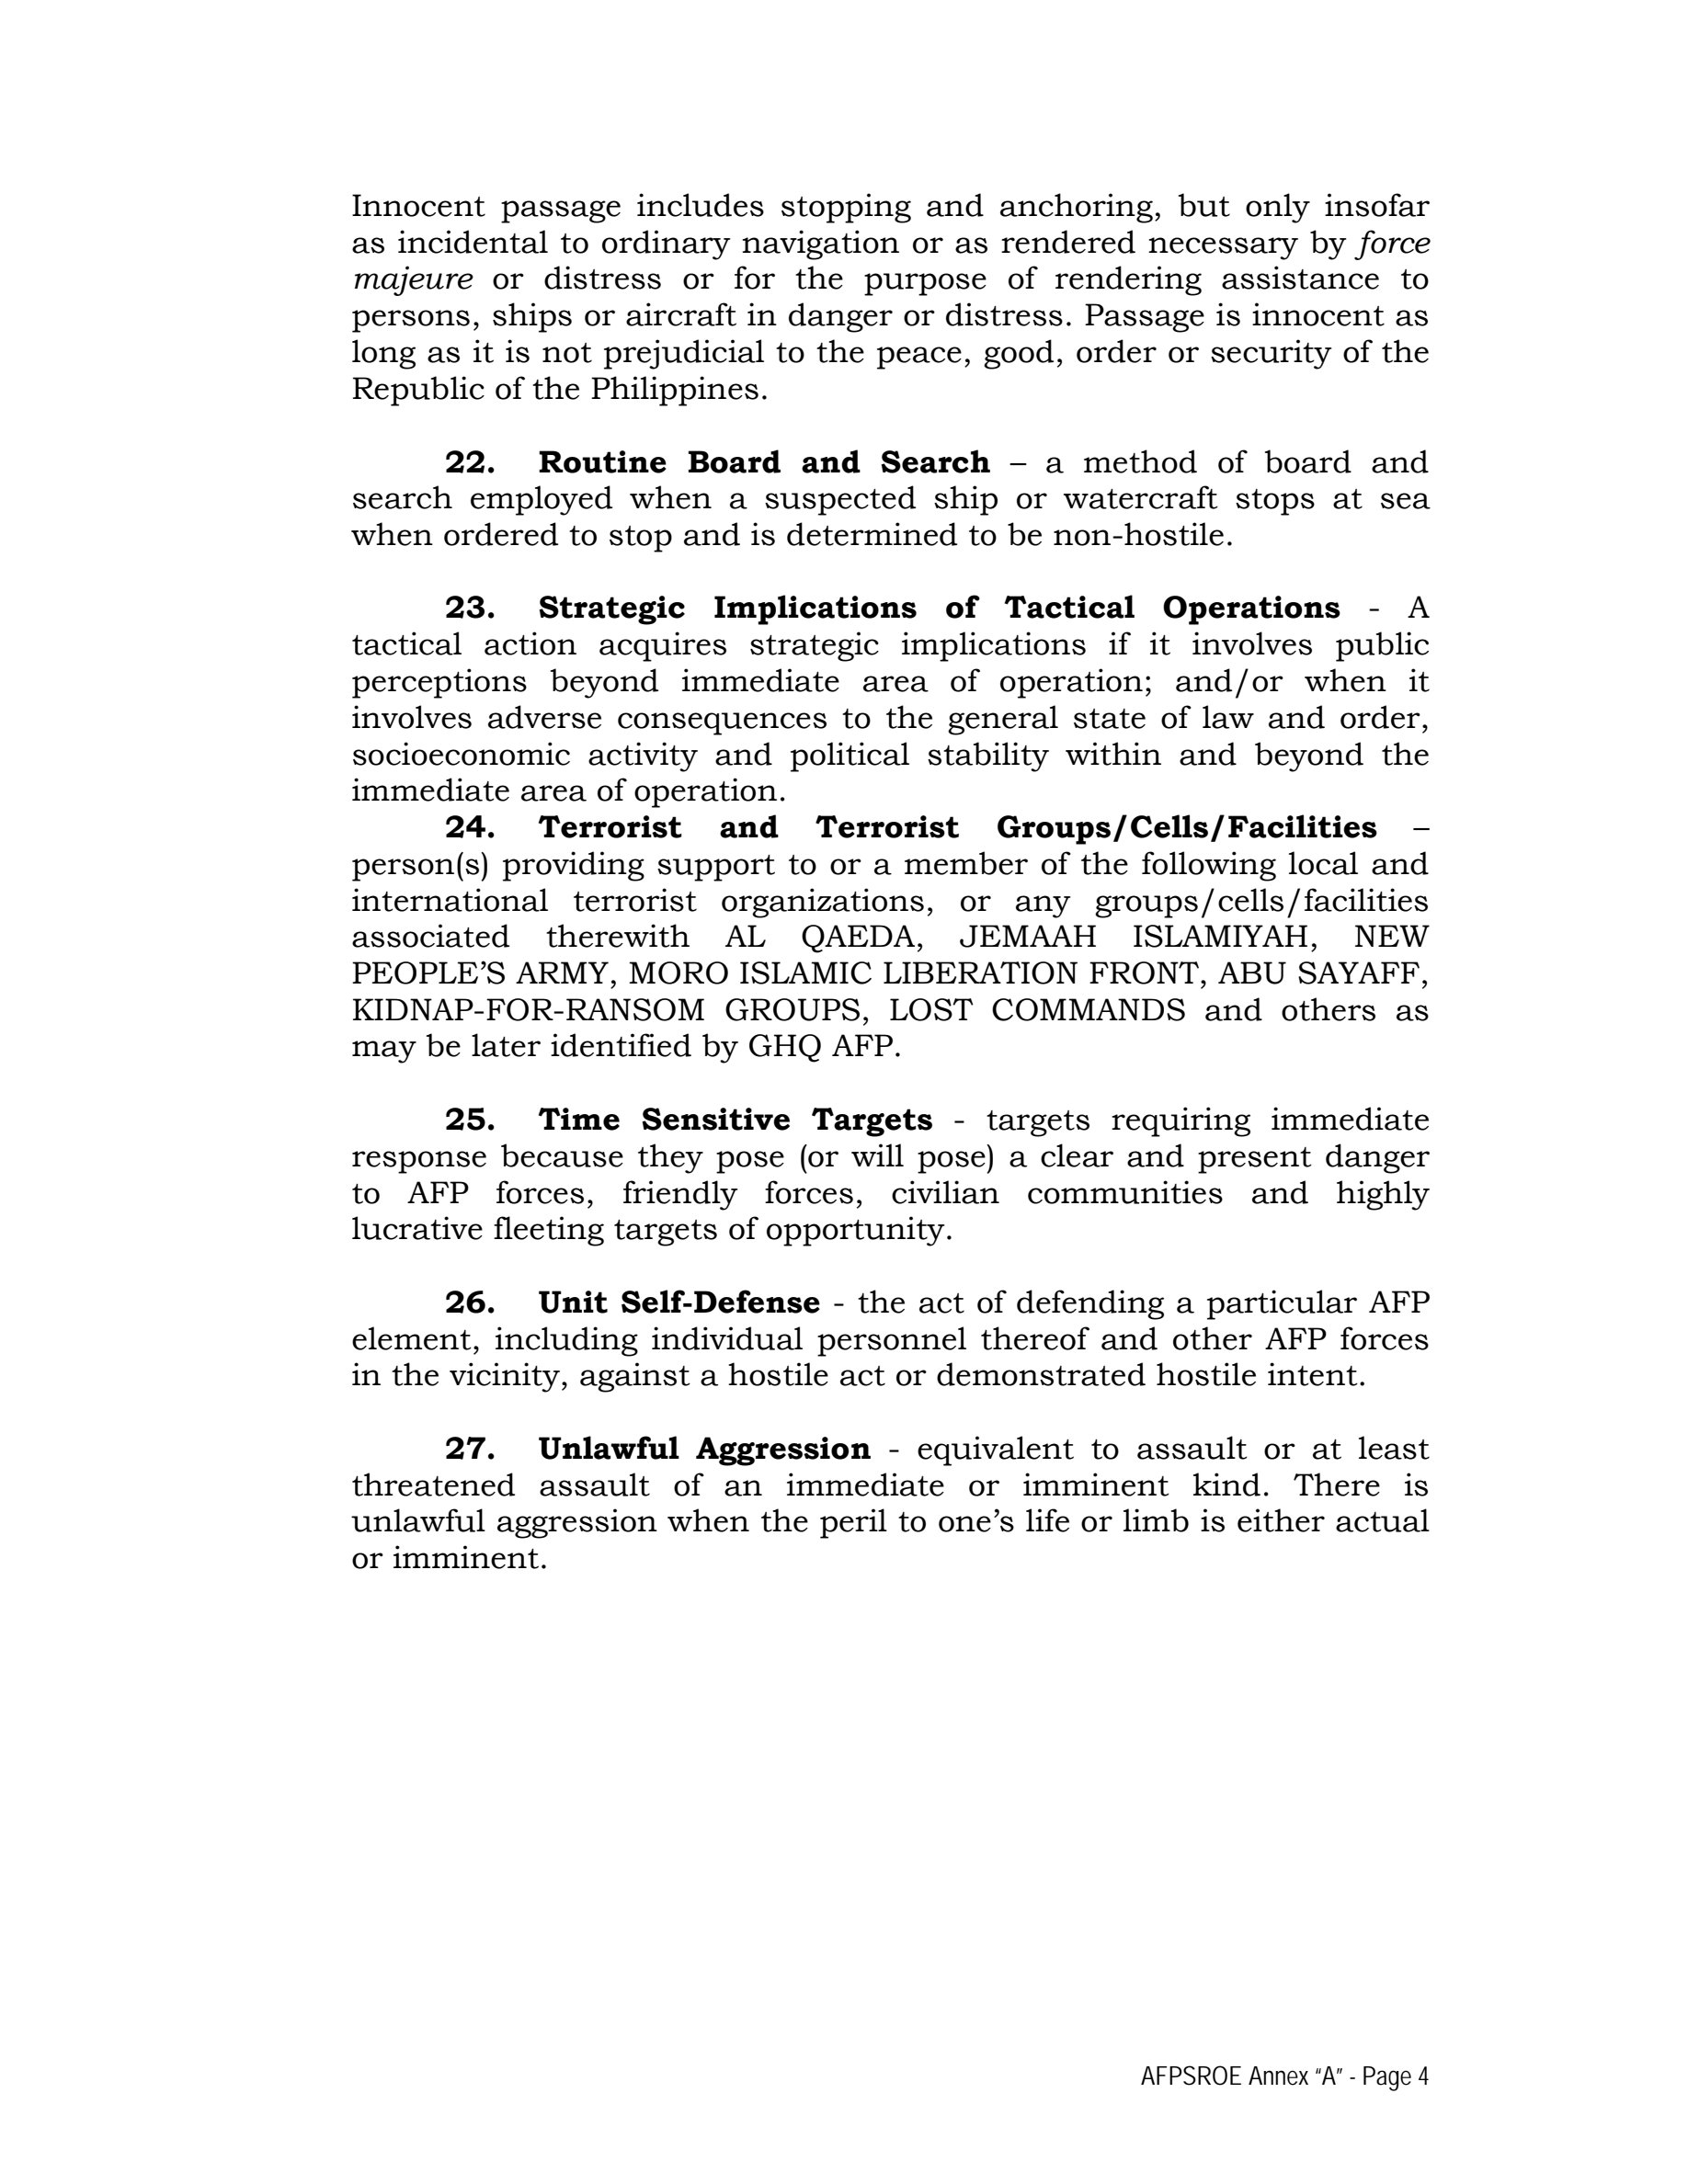 Innocent passage includes stopping and anchoring, but only insofar
as incidental to ordinary navigation or as rendered necessary by force
majeure or distress or for the purpose of rendering assistance to
persons, ships or aircraft in danger or distress. Passage is innocent as
long as it is not prejudicial to the peace, good, order or security of the
Republic of the Philippines.
22. Routine Board and Search – a method of board and
search employed when a suspected ship or watercraft stops at sea
when ordered to stop and is determined to be non-hostile.
23. Strategic Implications of Tactical Operations - A
tactical action acquires strategic implications if it involves public
perceptions beyond immediate area of operation; and/or when it
involves adverse consequences to the general state of law and order,
socioeconomic activity and political stability within and beyond the
immediate area of operation.
24. Terrorist and Terrorist Groups/Cells/Facilities –
person(s) providing support to or a member of the following local and
international terrorist organizations, or any groups/cells/facilities
associated therewith AL QAEDA, JEMAAH ISLAMIYAH, NEW
PEOPLE’S ARMY, MORO ISLAMIC LIBERATION FRONT, ABU SAYAFF,
KIDNAP-FOR-RANSOM GROUPS, LOST COMMANDS and others as
may be later identified by GHQ AFP.
25. Time Sensitive Targets - targets requiring immediate
response because they pose (or will pose) a clear and present danger
to AFP forces, friendly forces, civilian communities and highly
lucrative fleeting targets of opportunity.
26. Unit Self-Defense - the act of defending a particular AFP
element, including individual personnel thereof and other AFP forces
in the vicinity, against a hostile act or demonstrated hostile intent.
27. Unlawful Aggression - equivalent to assault or at least
threatened assault of an immediate or imminent kind. There is
unlawful aggression when the peril to one’s life or limb is either actual
or imminent.
AFPSROE Annex “A” - Page 4